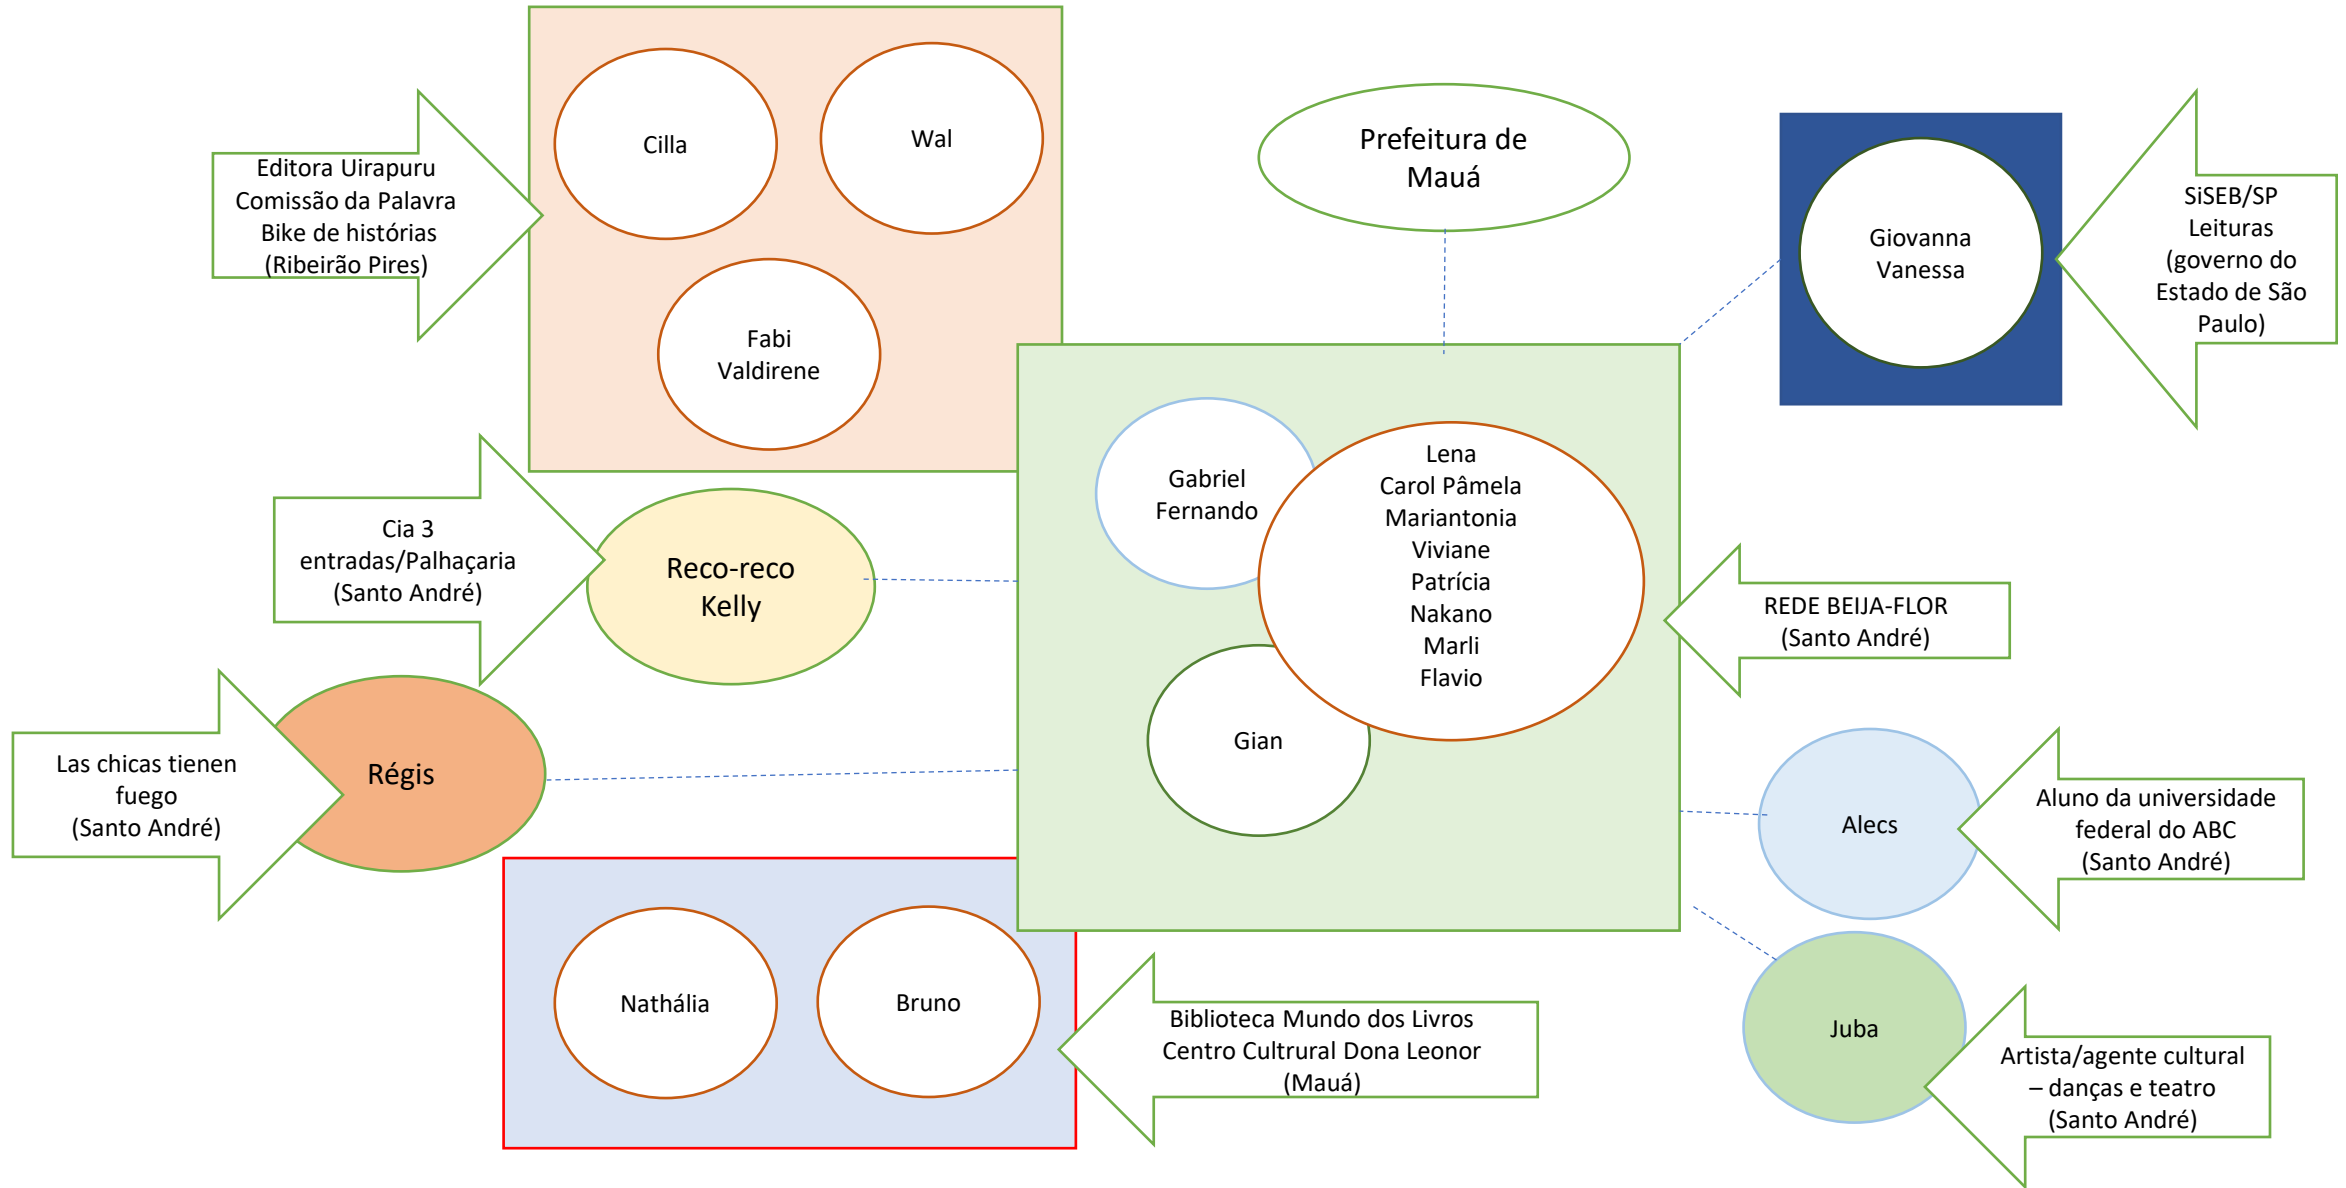 Cilla
Wal
Fabi
Valdirene
Editora Uirapuru
Comissão da Palavra
Bike de histórias
(Ribeirão Pires)
Prefeitura de
Mauá
Giovanna
Vanessa
SiSEB/SP
Leituras
(governo do
Estado de São
Paulo)
Cia 3
entradas/Palhaçaria
(Santo André)
Reco-reco
Kelly
Gabriel
Fernando
Lena
Carol Pâmela
Mariantonia
Viviane
Patrícia
Nakano
Marli
Flavio
Gian
REDE BEIJA-FLOR
(Santo André)
Las chicas tienen
fuego
(Santo André)
Régis
Alecs
Aluno da universidade
federal do ABC
(Santo André)
Nathália
Bruno
Biblioteca Mundo dos Livros
Centro Cultrural Dona Leonor
(Mauá)
Juba
Artista/agente cultural
– danças e teatro
(Santo André)